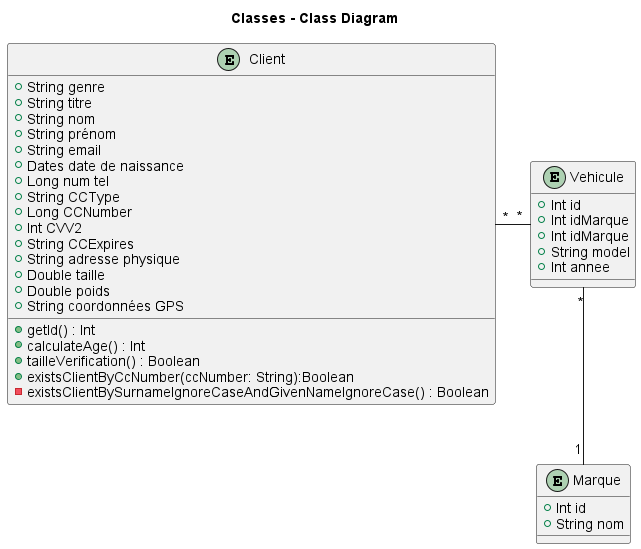 Classes - Class Diagram
E Client
String genre
String titre
String nom
String prénom
String email
Dates date de naissance
Long num tel
String CCType
Long CCNumber
Int CVV2
String CCExpires
String adresse physique
Double taille
Double poids
String coordonnées GPS
getId() : Int
calculateAge() : Int
tailleVerification() : Boolean
existsClientByCcNumber(ccNumber: String):Boolean
existsClientBySurnameIgnoreCaseAndGivenNameIgnoreCase() : Boolean
* *
E Vehicule
Int id
Int idMarque
Int idMarque
String model
Int annee
*
1
E Marque
Int id
String nom